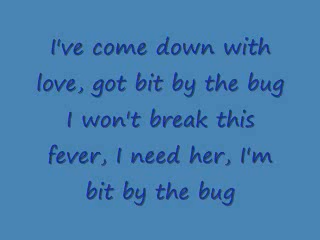 I've come down with
love, got bit by the bug
I won't break this
fever, I need her, I'm
bit by the bug